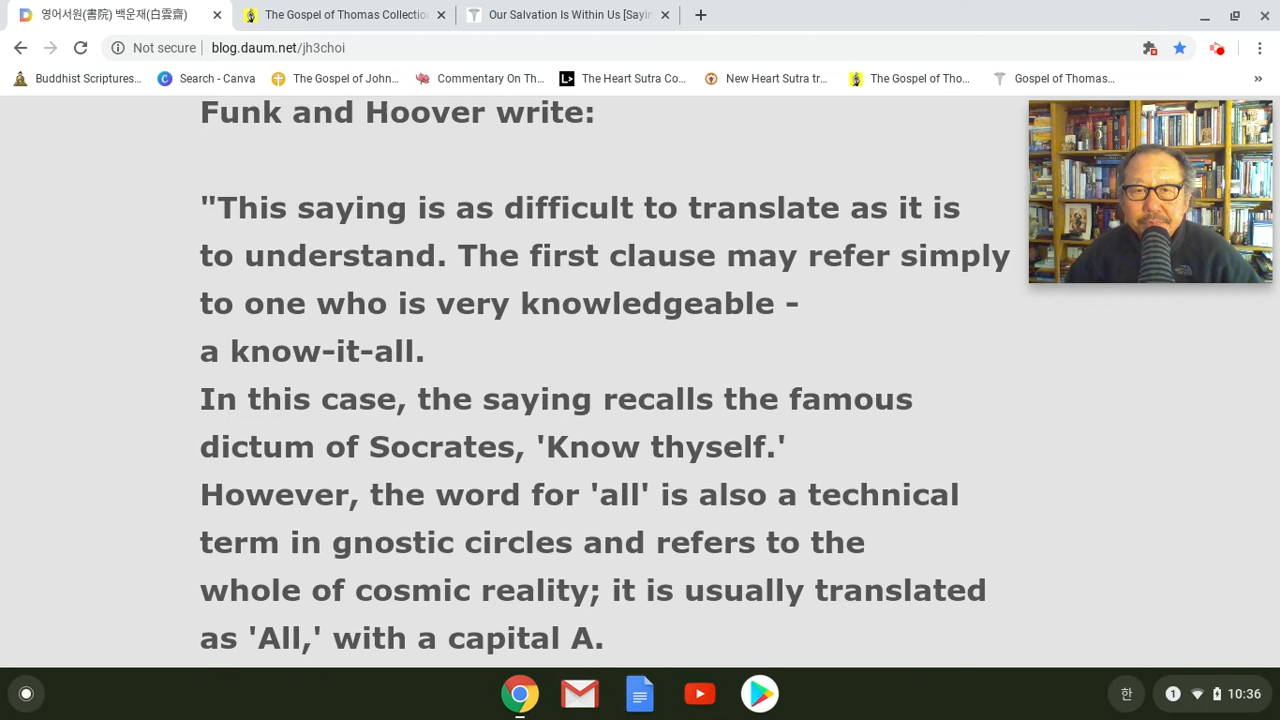 영어서원(書院) 백운재(白雲齋)
The Gospel of Thomas Collectio
Our Salvation Is Within Us [Sayin
Not secure
blog.daum.net/jh3choi
Buddhist Scriptures...
Search - Canva
The Gospel of John...
Commentary On Th...
The Heart Sutra Co...
New Heart Sutra tr...
The Gospel of Tho...
Gospel of Thomas...
»
Funk and Hoover write:
"This saying is as difficult to translate as it is
to understand. The first clause may refer simply
to one who is very knowledgeable -
a know-it-all.
In this case, the saying recalls the famous
dictum of Socrates, 'Know thyself.'
However, the word for 'all' is also a technical
term in gnostic circles and refers to the
whole of cosmic reality; it is usually translated
as 'All,' with a capital A.
한
1
10:36